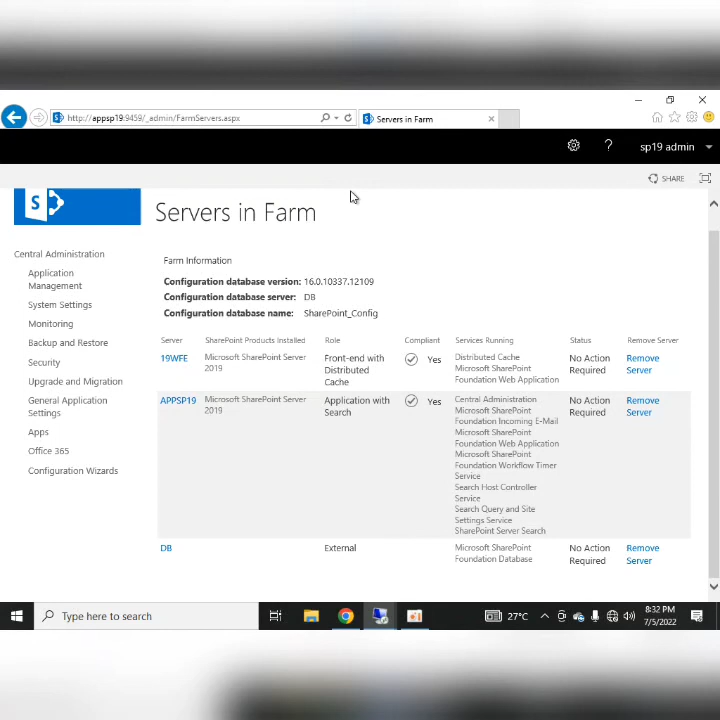 http://appsp19:9459/_admin/FarmServers.aspx
Servers in Farm
?
sp19 admin
SHARE
S
Servers in Farm
Central Administration
Application
Management
System Settings
Monitoring
Backup and Restore
Security
Upgrade and Migration
General Application
Settings
Apps
Office 365
Configuration Wizards
Farm Information
Configuration database version: 16.0.10337.12109
Configuration database server: DB
Configuration database name: SharePoint_Config
Server SharePoint Products Installed Role Compliant Services Running Status Remove Server
19WFE
Microsoft SharePoint Server
2019
Front-end with
Distributed
Cache
Yes
Distributed Cache
Microsoft SharePoint
Foundation Web Application
No Action
Required
Remove
Server
APPSP19
Microsoft SharePoint Server
2019
Application with
Search
Yes
Central Administration
Microsoft SharePoint
Foundation Incoming E-Mail
Microsoft SharePoint
Foundation Web Application
Microsoft SharePoint
Foundation Workflow Timer
Service
Search Host Controller
Service
Search Query and Site
Settings Service
SharePoint Server Search
No Action
Required
Remove
Server
DB
External
Microsoft SharePoint
Foundation Database
No Action
Required
Remove
Server
Type here to search
27°C
8:32 PM
7/5/2022